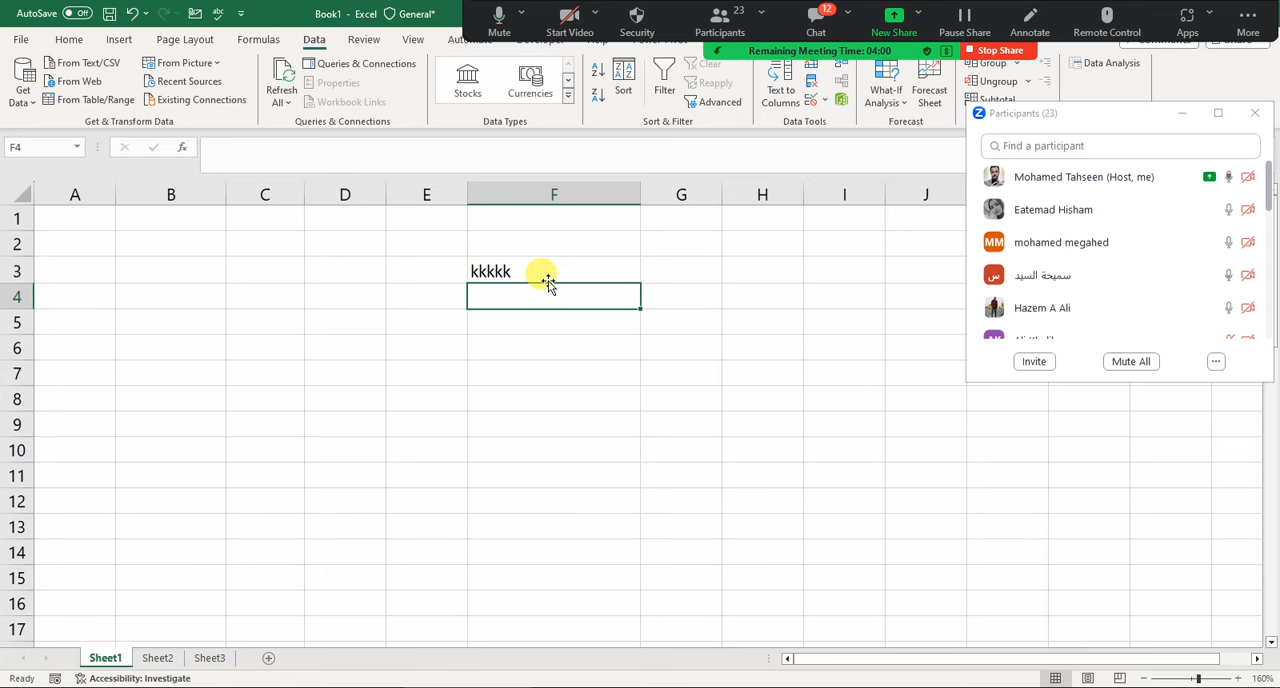 AutoSave Off Book1 - Excel General*
Mute Start Video Security Participants 23 Chat 12 New Share Pause Share Annotate Remote Control Apps More
Remaining Meeting Time: 04:00 Stop Share
File Home Insert Page Layout Formulas Data Review View
Get Data
From Text/CSV
From Web
From Table/Range
From Picture
Recent Sources
Existing Connections
Get & Transform Data
Refresh All
Queries & Connections
Properties
Workbook Links
Queries & Connections
Stocks Currencies
Data Types
Sort
Filter
Clear
Reapply
Advanced
Sort & Filter
Text to Columns
Data Tools
What-If Analysis
Forecast Sheet
Forecast
Group
Ungroup
Subtotal
Data Analysis
F4 fx
A B C D E F G H I J
1
2
3 kkkkk
4
5
6
7
8
9
10
11
12
13
14
15
16
17
Participants (23)
Find a participant
Mohamed Tahseen (Host, me)
Eatemad Hisham
MM mohamed megahed
س سميحة السيد
Hazem A Ali
Invite Mute All ...
Sheet1 Sheet2 Sheet3
Ready Accessibility: Investigate 160%